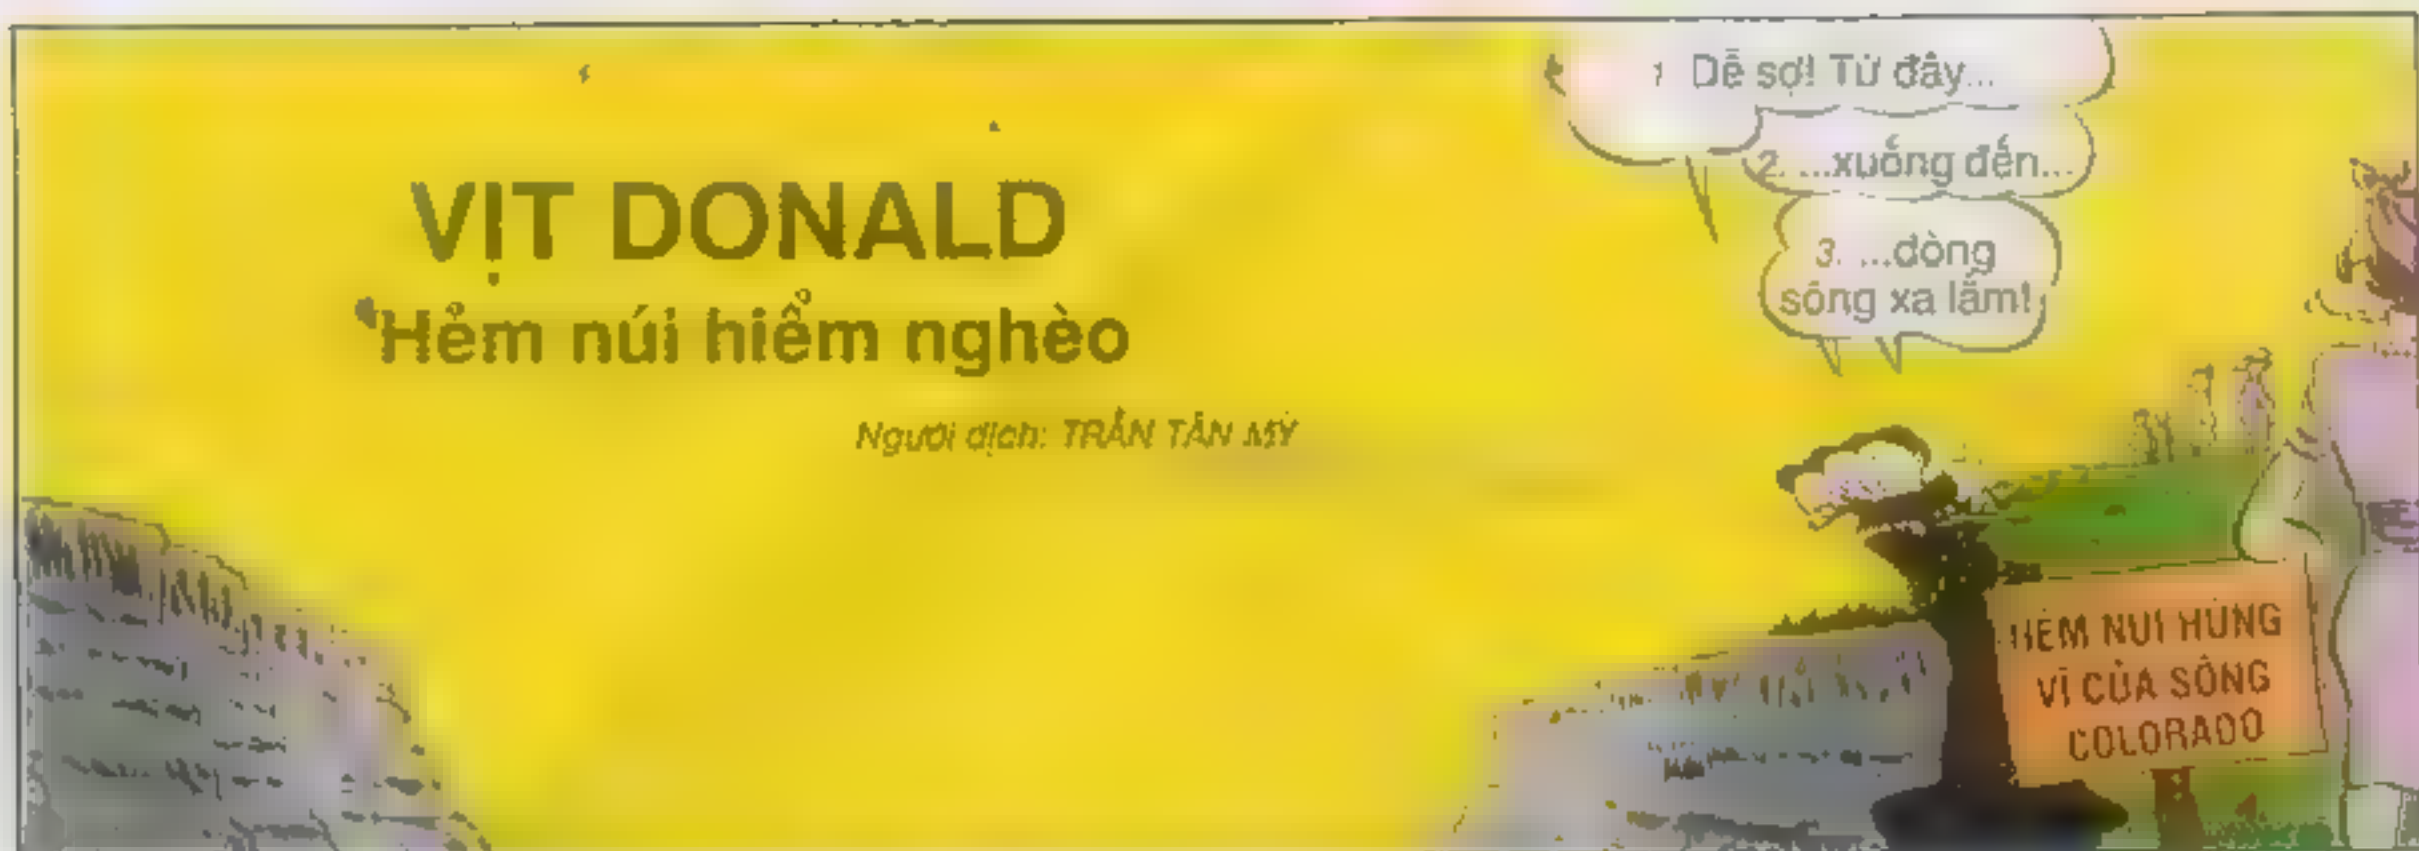 VỊT DONALD
Hẻm núi hiểm nghèo
Người dịch: TRẦN TẤN MỸ
1 Dễ sợ! Từ đây...
2. ...xuống đến...
3. ...dòng
sông xa lắm!
HẺM NÚI HÙNG
VĨ CỦA SÔNG
COLORADO